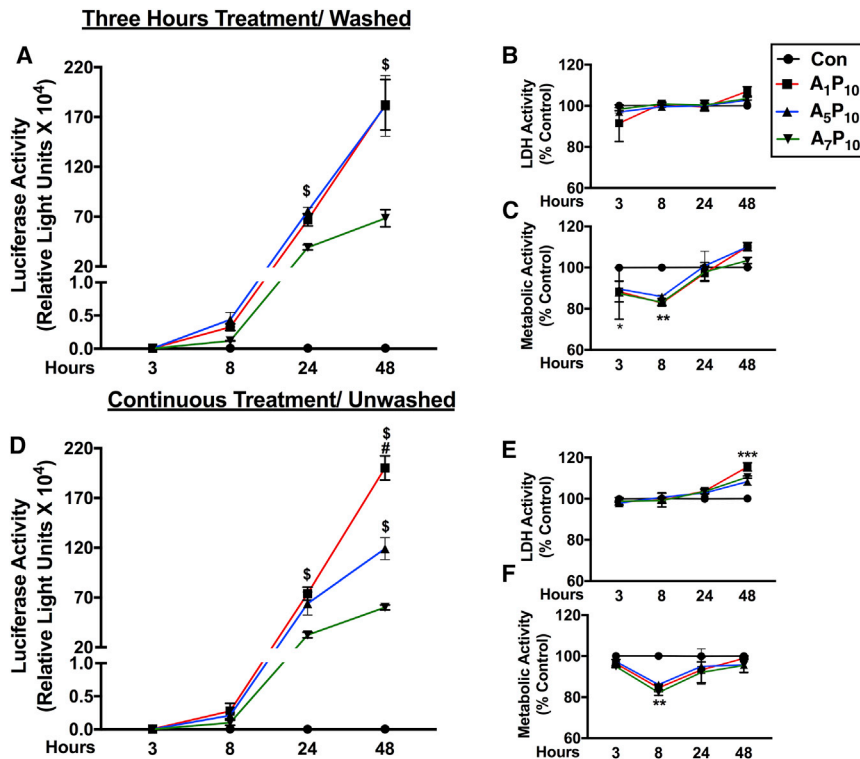 Three Hours Treatment/ Washed
A
Luciferase Activity
(Relative Light Units X 10⁴)
220
170
120
70
20
1.0
0.5
0.0
$
$
Hours
3
8
24
48
B
LDH Activity
(% Control)
120
100
80
60
Hours
3
8
24
48
Con
A₁P₁₀
A₅P₁₀
A₇P₁₀
C
Metabolic Activity
(% Control)
120
100
80
60
*
**
Hours
3
8
24
48
Continuous Treatment/ Unwashed
D
Luciferase Activity
(Relative Light Units X 10⁴)
220
170
120
70
20
1.0
0.5
0.0
$
$
#
$
Hours
3
8
24
48
E
LDH Activity
(% Control)
120
100
80
60
***
Hours
3
8
24
48
F
Metabolic Activity
(% Control)
120
100
80
60
**
Hours
3
8
24
48